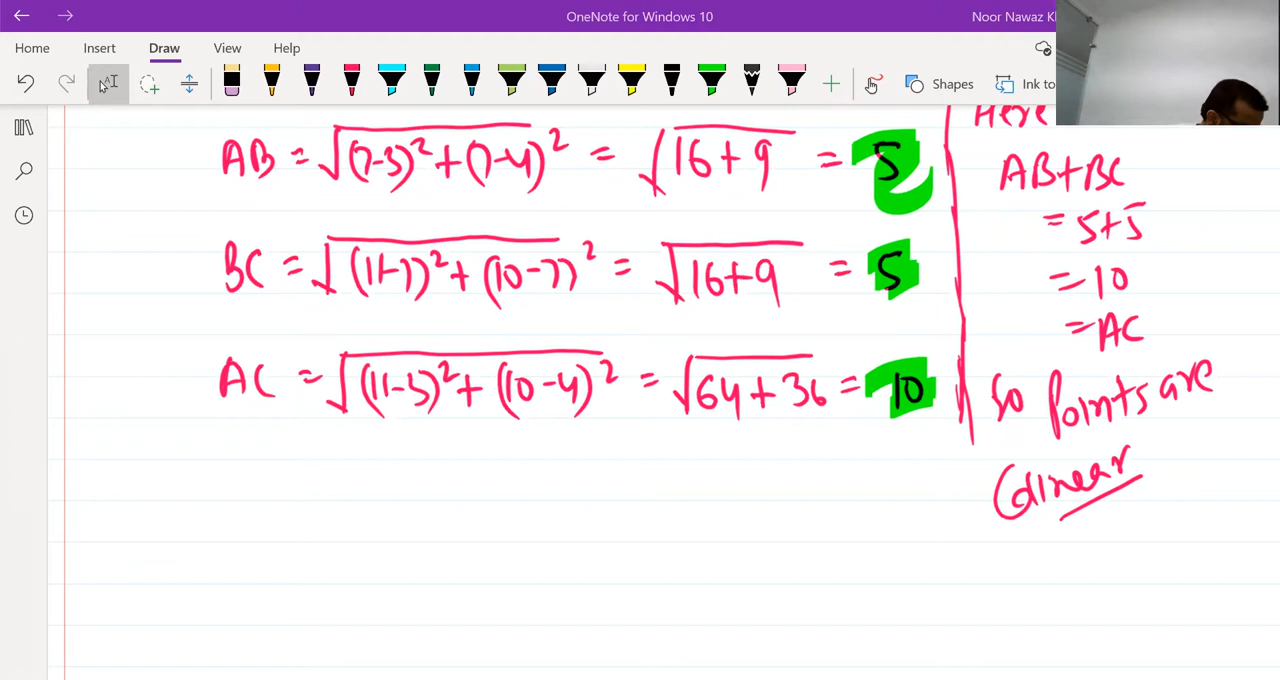 OneNote for Windows 10
Noor Nawaz Kh
Home Insert Draw View Help
Shapes
Ink to
AB = √(7-3)² + (7-4)² = √16+9 = 5
BC = √(11-7)² + (10-7)² = √16+9 = 5
AC = √(11-3)² + (10-4)² = √64+36 = 10
Here
AB+BC
= 5+5
= 10
= AC
So Points are
Colinear